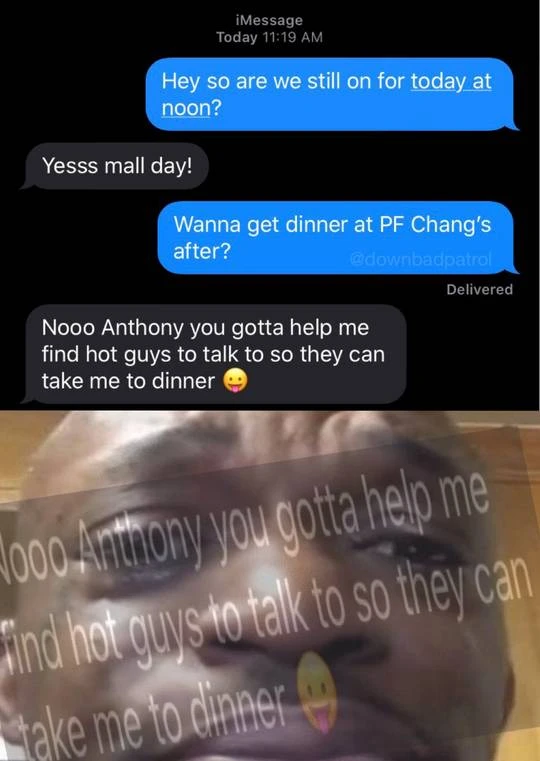 iMessage
Today 11:19 AM
Hey so are we still on for today at
noon?
Yesss mall day!
Wanna get dinner at PF Chang's
after?
@downbadpatrol
Delivered
Nooo Anthony you gotta help me
find hot guys to talk to so they can
take me to dinner 😛
Nooo Anthony you gotta help me
find hot guys to talk to so they can
take me to dinner 😛